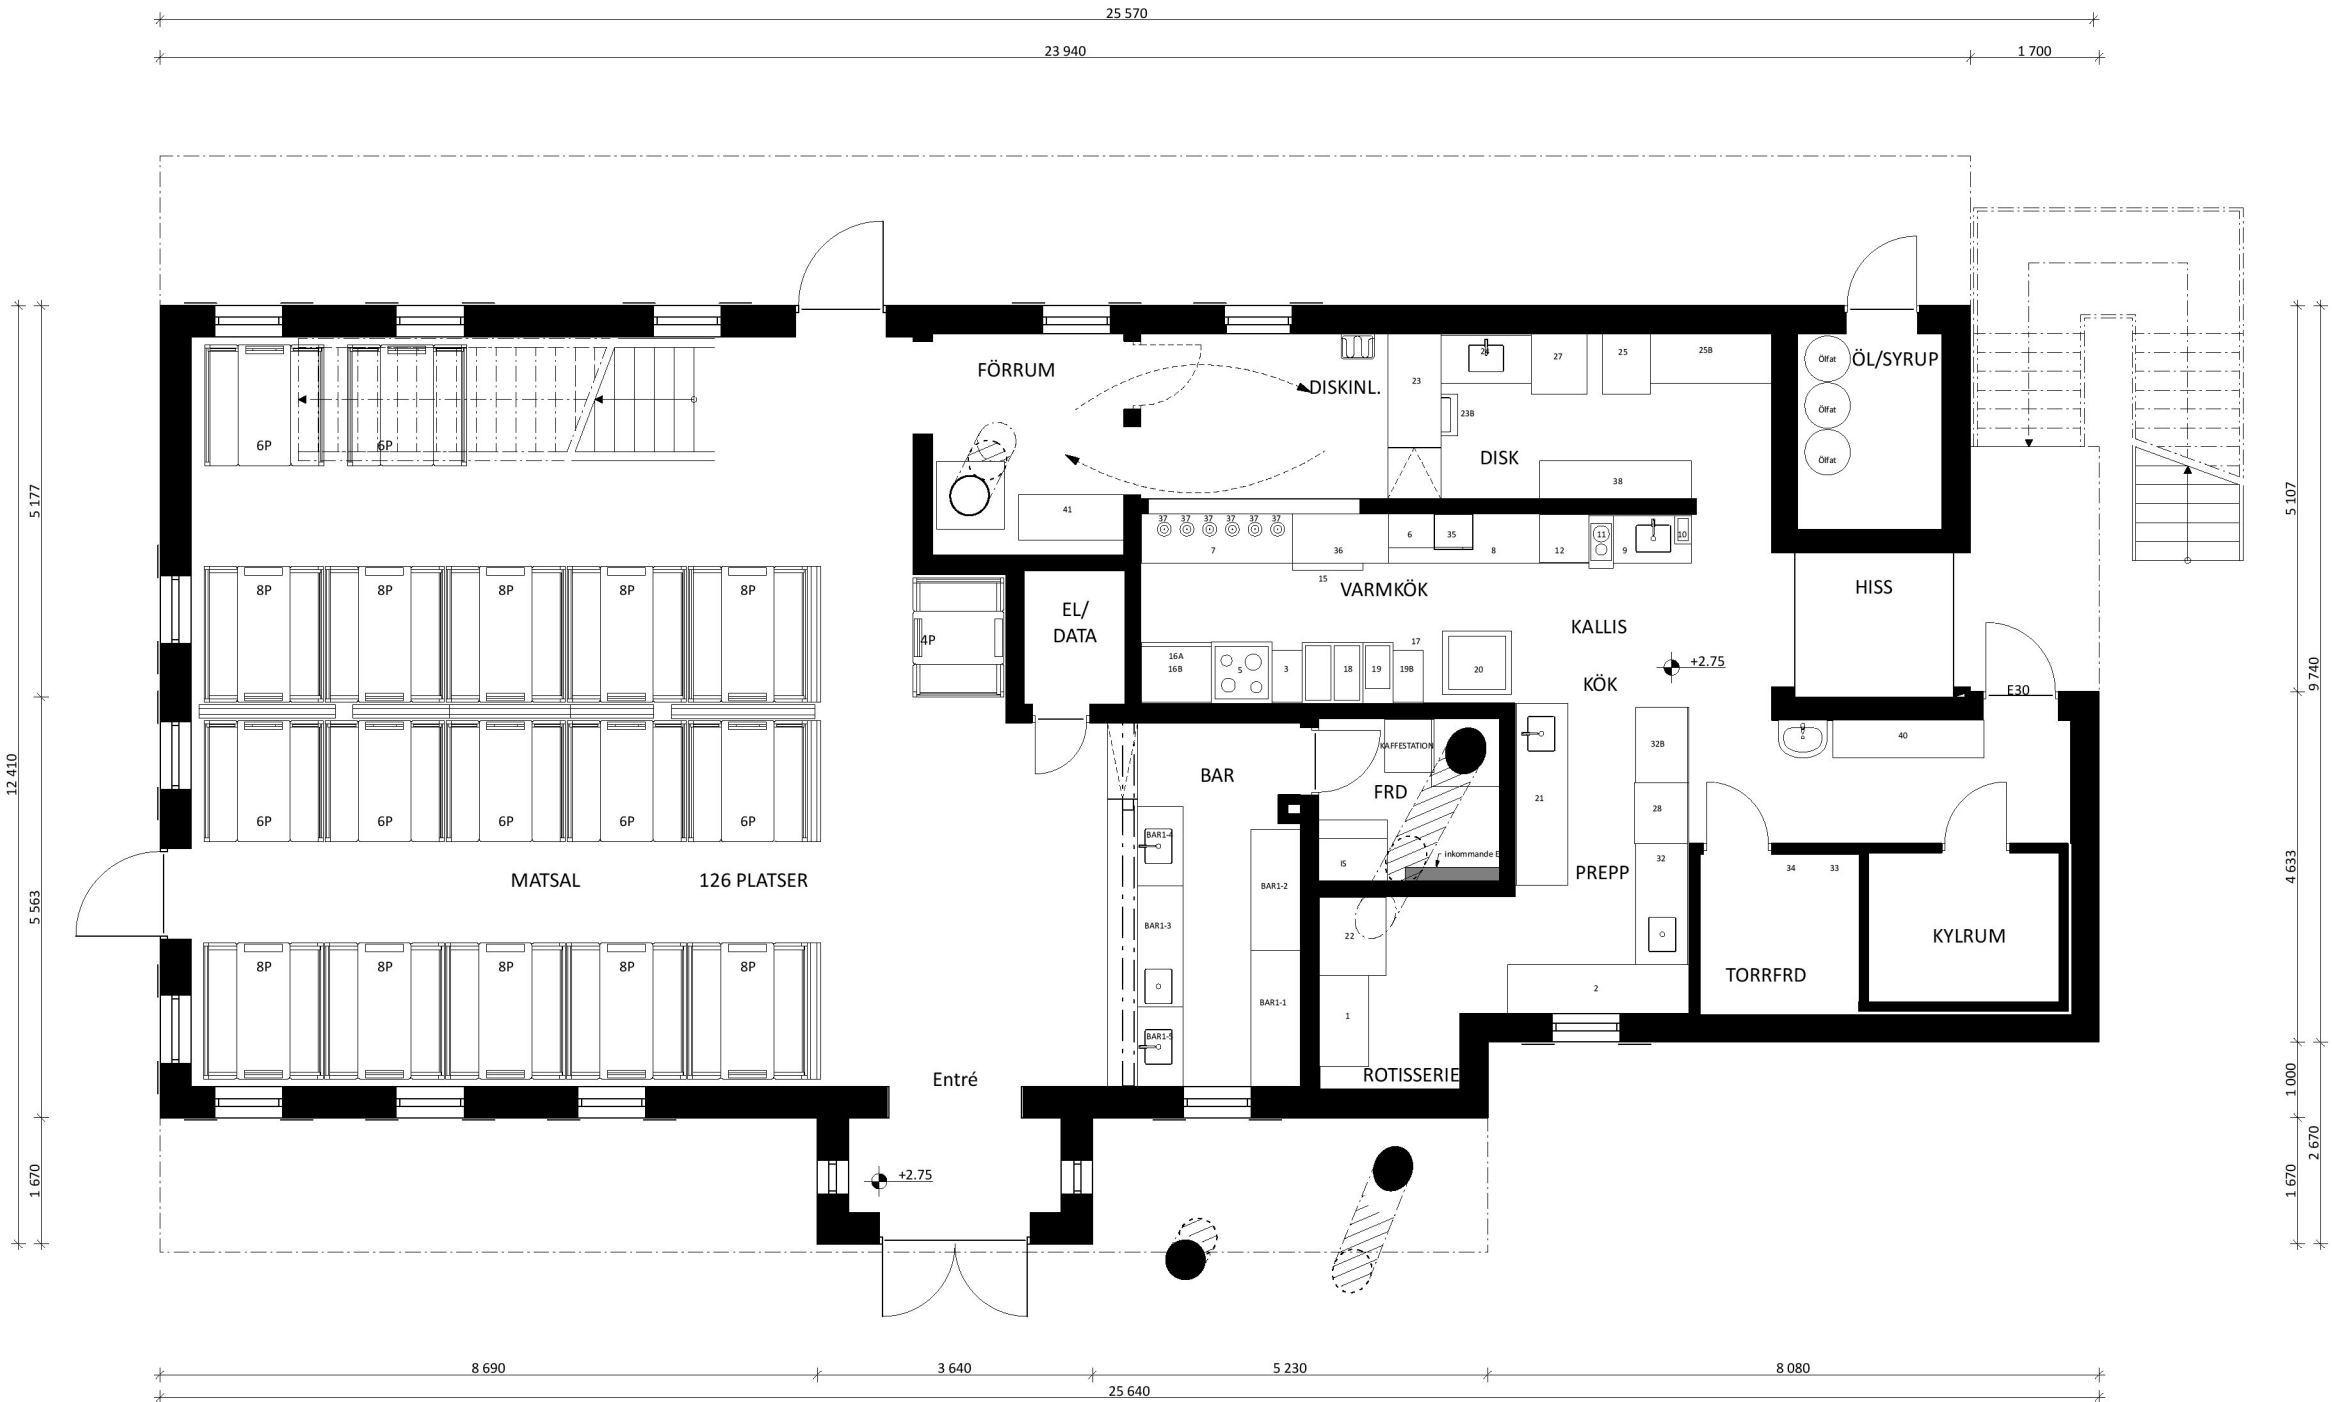 25 570
23 940
1 700
FÖRRUM
DISKINL.
23
24
27
25
25B
ÖL/SYRUP
Ölfat
Ölfat
Ölfat
23B
DISK
38
6P
6P
41
5 177
5 107
37 37 37 37 37 37
7
36
6
35
8
12
11
9
10
15
VARMKÖK
HISS
8P
8P
8P
8P
8P
4P
EL/
DATA
KALLIS
KÖK
+2.75
16A
16B
5
3
18
19
17
19B
20
E30
9 740
12 410
BAR
KAFFESTATION
FRD
IS
inkommande E
21
32B
28
32
40
6P
6P
6P
6P
6P
BAR1-4
BAR1-2
BAR1-3
BAR1-1
BAR1-5
MATSAL
126 PLATSER
PREPP
34
33
4 633
5 563
22
1
2
KYLRUM
TORRFRD
8P
8P
8P
8P
8P
Entré
ROTISSERIE
1 000
2 670
1 670
1 670
+2.75
8 690
3 640
5 230
8 080
25 640